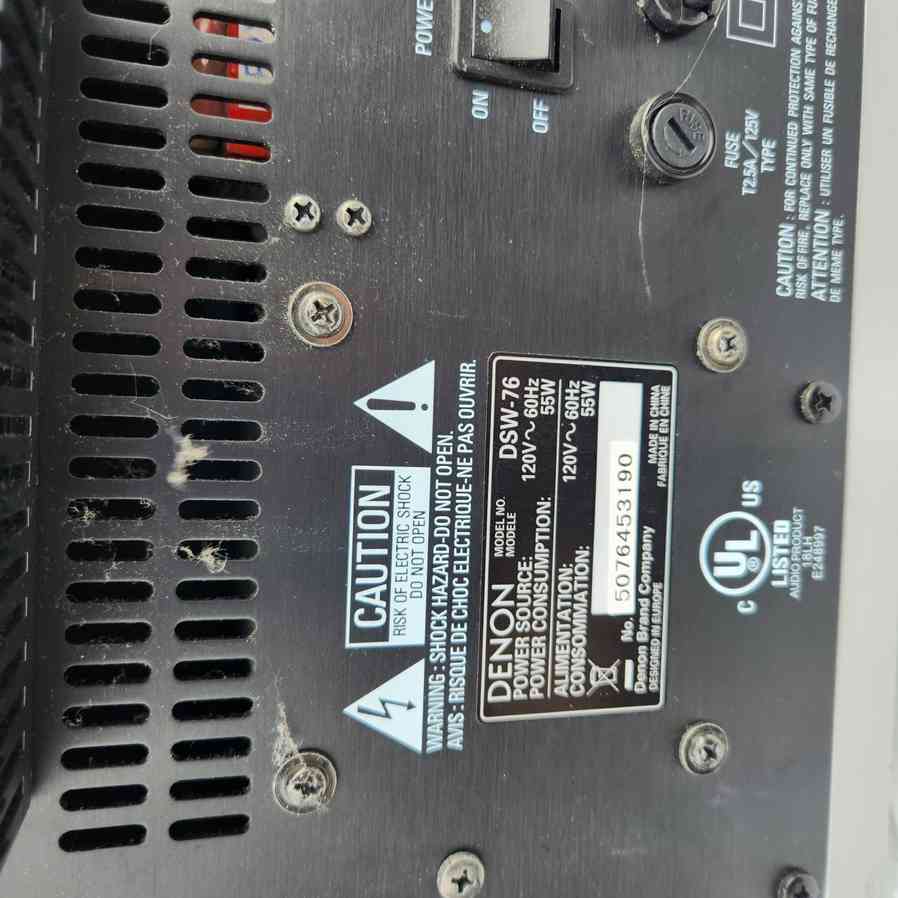 POWER
ON
OFF
FUSE
T2.5A/125V
TYPE
FUSE
CAUTION : FOR CONTINUED PROTECTION AGAINST
RISK OF FIRE, REPLACE ONLY WITH SAME TYPE OF FU
ATTENTION : UTILISER UN FUSIBLE DE RECHANGE
DE MEME TYPE.
CAUTION
RISK OF ELECTRIC SHOCK
DO NOT OPEN
WARNING : SHOCK HAZARD-DO NOT OPEN.
AVIS : RISQUE DE CHOC ELECTRIQUE-NE PAS OUVRIR.
DENON MODEL NO. MODELE DSW-76
POWER SOURCE: 120V ~ 60Hz
POWER CONSUMPTION: 55W
ALIMENTATION: 120V ~ 60Hz
CONSOMMATION: 55W
No. 5076453190
Denon Brand Company MADE IN CHINA
DESIGNED IN EUROPE FABRIQUE EN CHINE
C UL US
®
LISTED
AUDIO PRODUCT
18LH
E248997